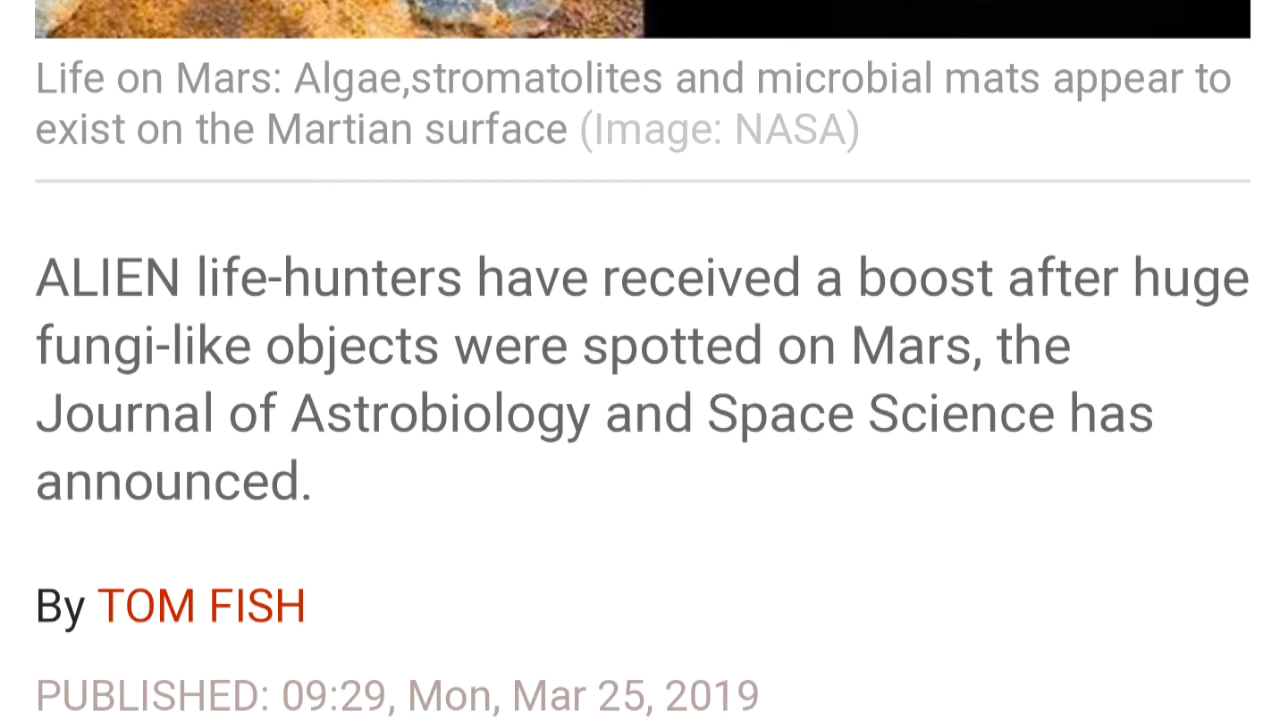 Life on Mars: Algae,stromatolites and microbial mats appear to
exist on the Martian surface (Image: NASA)
ALIEN life-hunters have received a boost after huge
fungi-like objects were spotted on Mars, the
Journal of Astrobiology and Space Science has
announced.
By TOM FISH
PUBLISHED: 09:29, Mon, Mar 25, 2019